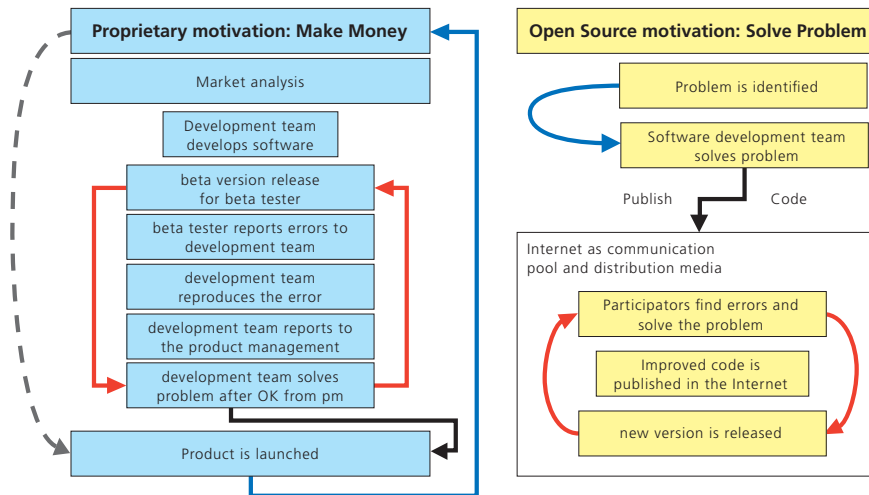 Proprietary motivation: Make Money
Market analysis
Development team
develops software
beta version release
for beta tester
beta tester reports errors to
development team
development team
reproduces the error
development team reports to
the product management
development team solves
problem after OK from pm
Product is launched
Open Source motivation: Solve Problem
Problem is identified
Software development team
solves problem
Publish Code
Internet as communication
pool and distribution media
Participators find errors and
solve the problem
Improved code is
published in the Internet
new version is released